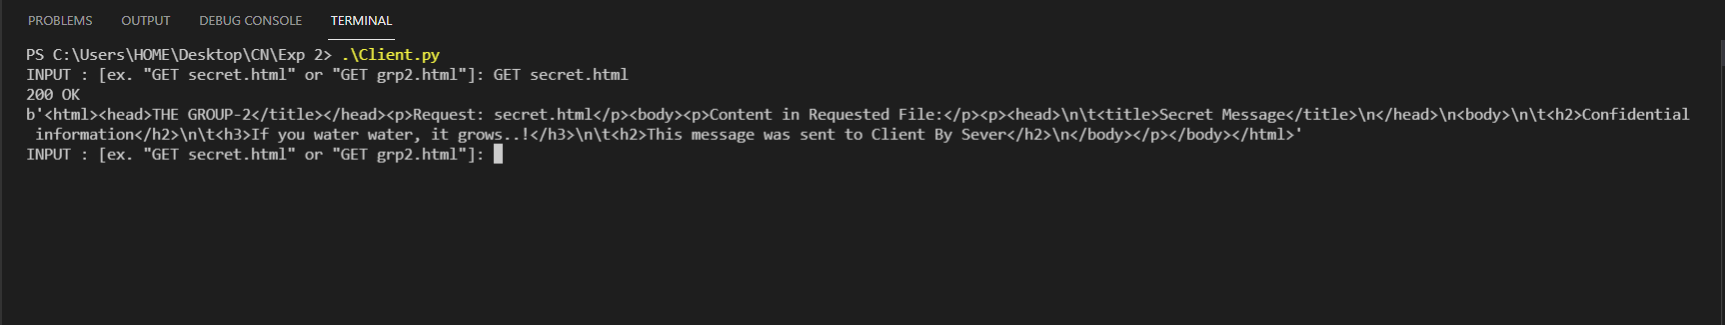 PROBLEMS OUTPUT DEBUG CONSOLE TERMINAL
PS C:\Users\HOME\Desktop\CN\Exp 2> .\Client.py
INPUT : [ex. "GET secret.html" or "GET grp2.html"]: GET secret.html
200 OK
b'<html><head>THE GROUP-2</title></head><p>Request: secret.html</p><body><p>Content in Requested File:</p><p><head>\n\t<title>Secret Message</title>\n</head>\n<body>\n\t<h2>Confidential
information</h2>\n\t<h3>If you water water, it grows..!</h3>\n\t<h2>This message was sent to Client By Sever</h2>\n</body></p></body></html>'
INPUT : [ex. "GET secret.html" or "GET grp2.html"]: